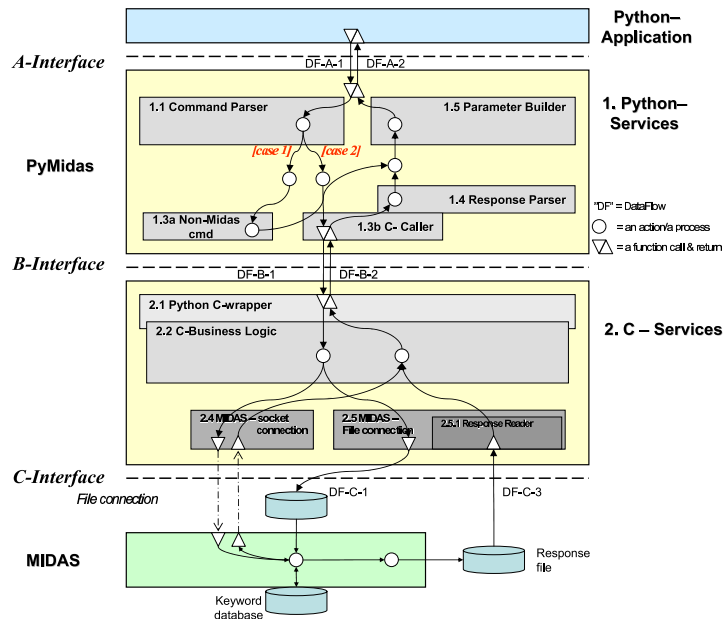 Python–
Application
A-Interface
DF-A-1
DF-A-2
1.1 Command Parser
1.5 Parameter Builder
1. Python–
Services
[case 1]
[case 2]
PyMidas
1.4 Response Parser
"DF" = DataFlow
1.3a Non-Midas
cmd
1.3b C- Caller
= an action/a process
= a function call & return
B-Interface
DF-B-1
DF-B-2
2.1 Python C-wrapper
2.2 C-Business Logic
2. C – Services
2.4 MIDAS – socket
connection
2.5 MIDAS –
File connection
2.5.1 Response Reader
C-Interface
File connection
DF-C-1
DF-C-3
MIDAS
Response
file
Keyword
database